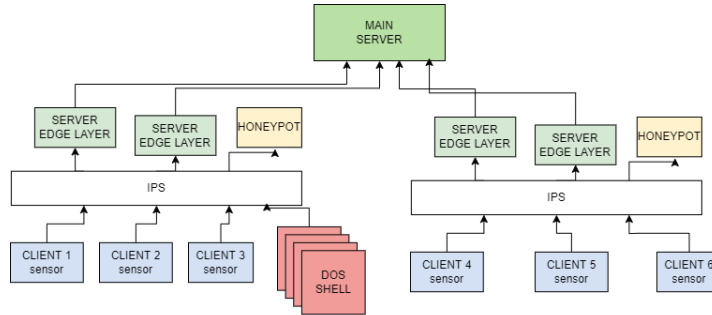 MAIN
SERVER
SERVER
EDGE LAYER
SERVER
EDGE LAYER
HONEYPOT
SERVER
EDGE LAYER
SERVER
EDGE LAYER
HONEYPOT
IPS
IPS
CLIENT 1
sensor
CLIENT 2
sensor
CLIENT 3
sensor
DOS
SHELL
CLIENT 4
sensor
CLIENT 5
sensor
CLIENT 6
sensor